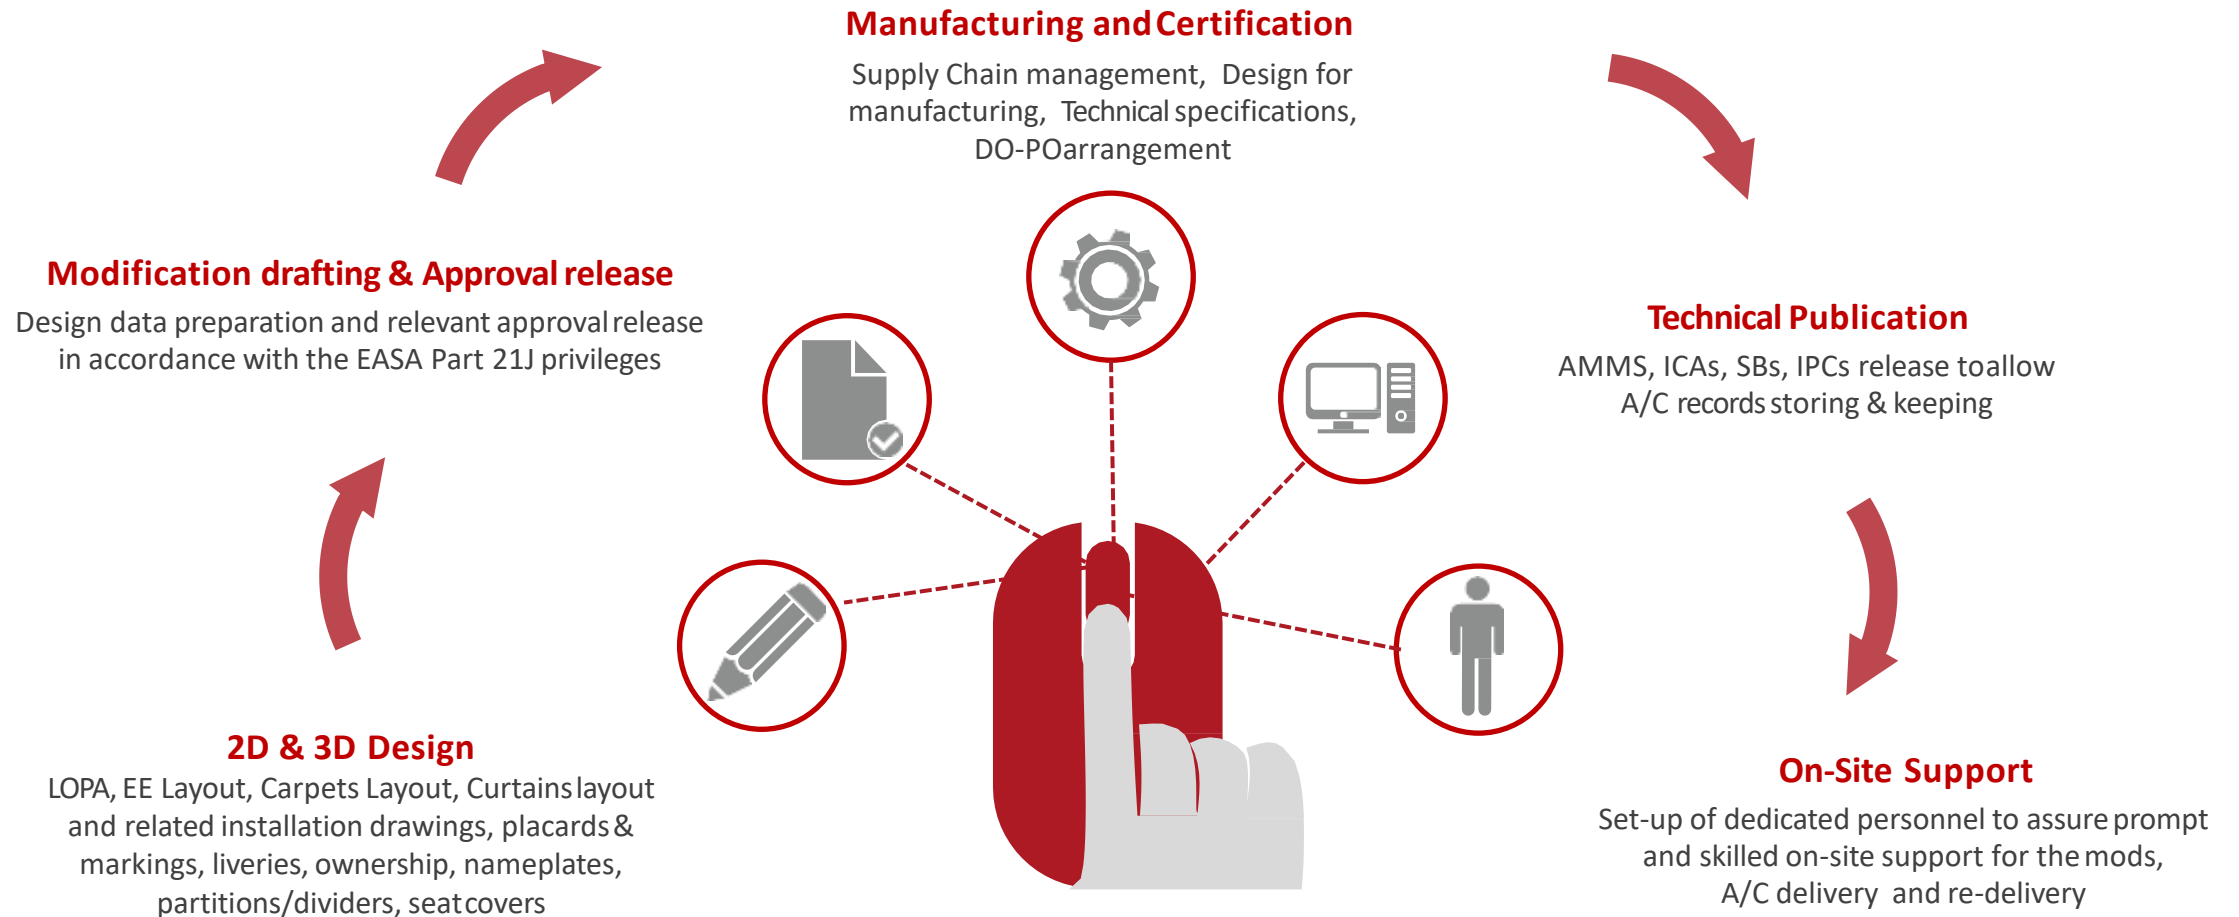 Manufacturing and Certification
Supply Chain management, Design for
manufacturing, Technical specifications,
DO-POarrangement
Modification drafting & Approval release
Design data preparation and relevant approval release
in accordance with the EASA Part 21J privileges
Technical Publication
AMMS, ICAs, SBs, IPCs release toallow
A/C records storing & keeping
2D & 3D Design
LOPA, EE Layout, Carpets Layout, Curtains layout
and related installation drawings, placards &
markings, liveries, ownership, nameplates,
partitions/dividers, seatcovers
On-Site Support
Set-up of dedicated personnel to assure prompt
and skilled on-site support for the mods,
A/C delivery and re-delivery